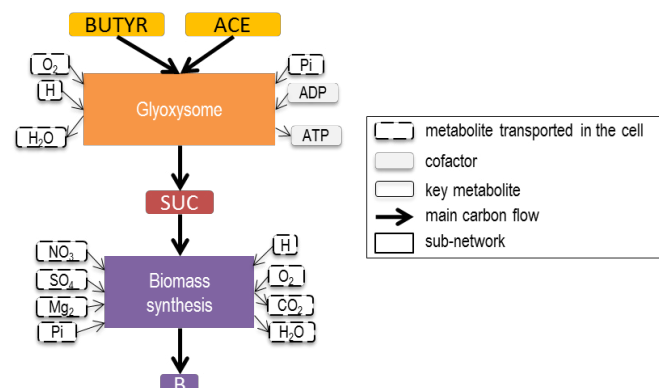 BUTYR ACE
O2 Pi
H ADP
Glyoxysome
H2O ATP
SUC
NO3 H
SO4 O2
Biomass
synthesis
Mg2 CO2
Pi H2O
B
metabolite transported in the cell
cofactor
key metabolite
main carbon flow
sub-network